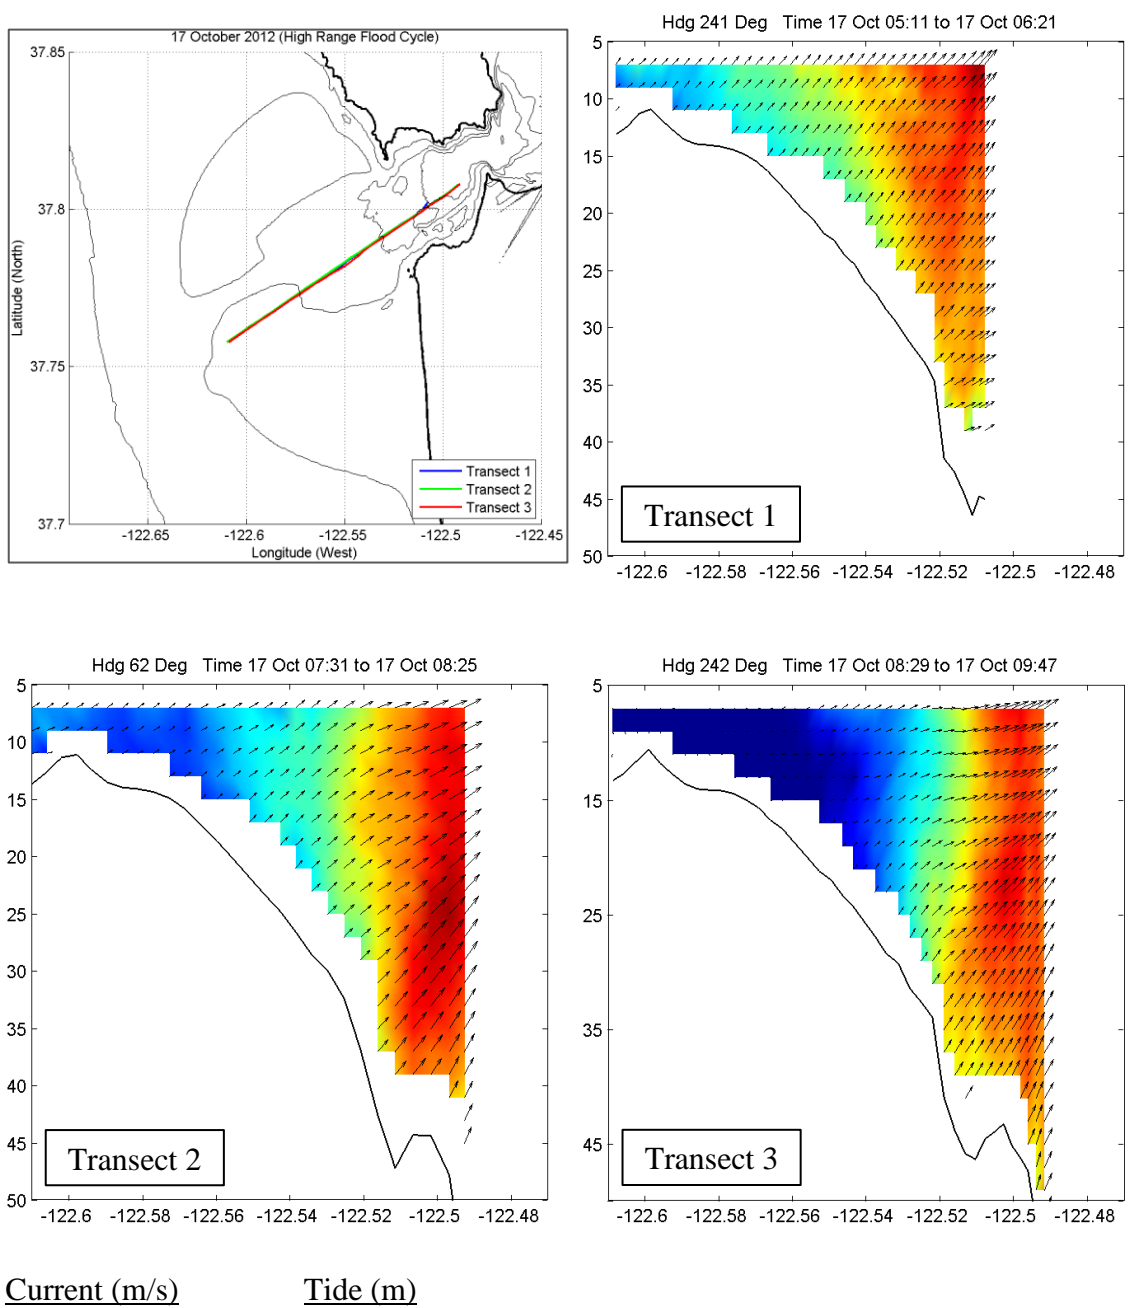 17 October 2012 (High Range Flood Cycle)
37.85
37.8
37.75
37.7
Latitude (North)
-122.65 -122.6 -122.55 -122.5 -122.45
Longitude (West)
Transect 1
Transect 2
Transect 3
Hdg 241 Deg Time 17 Oct 05:11 to 17 Oct 06:21
5
10
15
20
25
30
35
40
45
50
-122.6 -122.58 -122.56 -122.54 -122.52 -122.5 -122.48
Transect 1
Hdg 62 Deg Time 17 Oct 07:31 to 17 Oct 08:25
5
10
15
20
25
30
35
40
45
50
-122.6 -122.58 -122.56 -122.54 -122.52 -122.5 -122.48
Transect 2
Hdg 242 Deg Time 17 Oct 08:29 to 17 Oct 09:47
5
15
25
35
45
-122.6 -122.58 -122.56 -122.54 -122.52 -122.5 -122.48
Transect 3
Current (m/s) Tide (m)